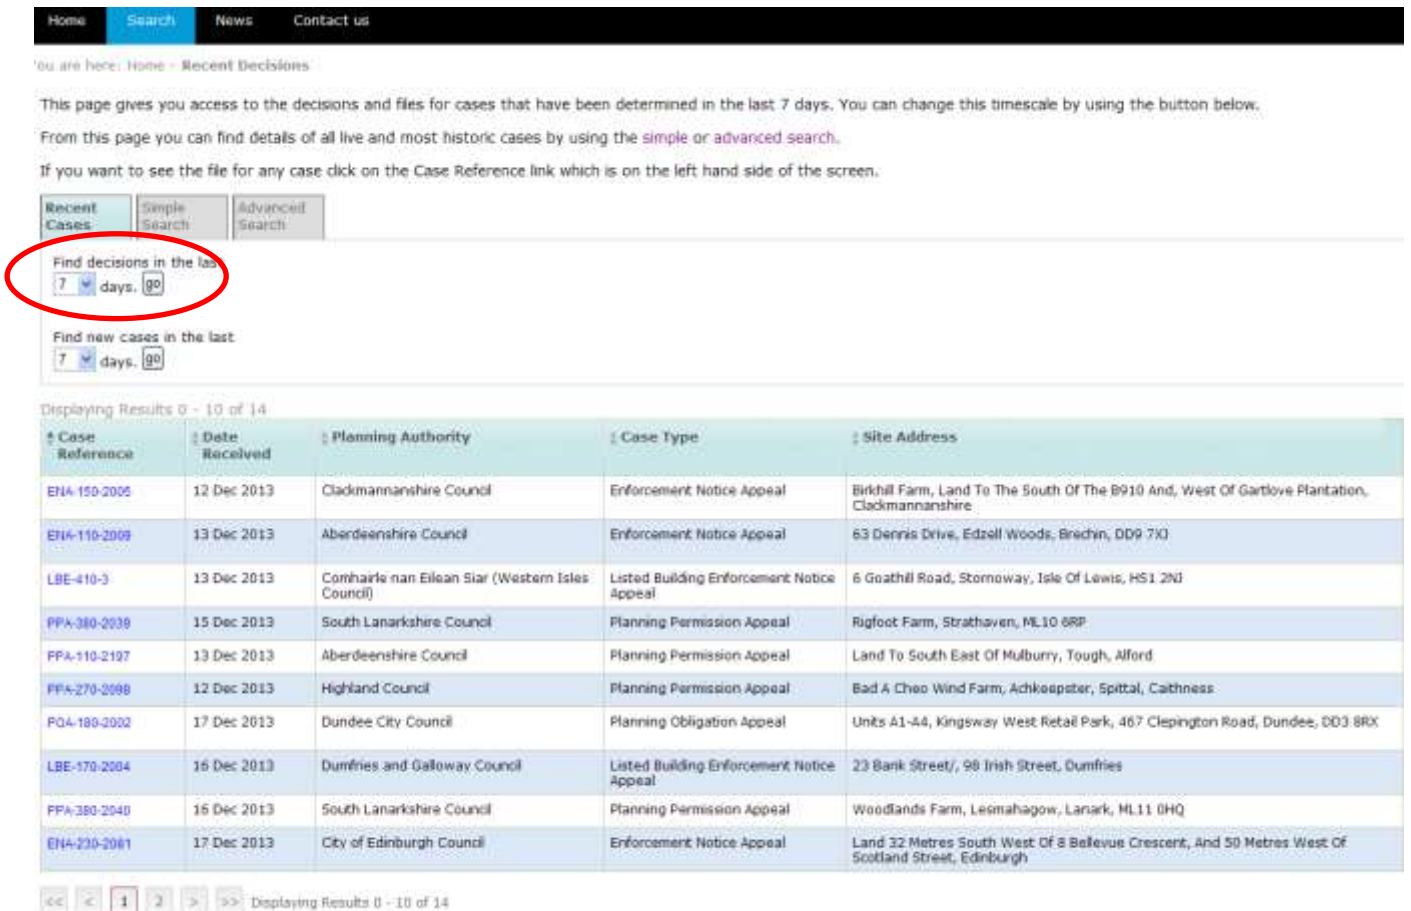 Home Search News Contact us
You are here: Home - Recent Decisions
This page gives you access to the decisions and files for cases that have been determined in the last 7 days. You can change this timescale by using the button below.
From this page you can find details of all live and most historic cases by using the simple or advanced search.
If you want to see the file for any case click on the Case Reference link which is on the left hand side of the screen.
Recent Cases Simple Search Advanced Search
Find decisions in the last
7 days. go
Find new cases in the last
7 days. go
Displaying Results 0 - 10 of 14
Case Reference Date Received Planning Authority Case Type Site Address
ENA-150-2005 12 Dec 2013 Clackmannanshire Council Enforcement Notice Appeal Birkhill Farm, Land To The South Of The B910 And, West Of Gartlove Plantation, Clackmannanshire
ENA-110-2009 13 Dec 2013 Aberdeenshire Council Enforcement Notice Appeal 63 Dennis Drive, Edzell Woods, Brechin, DD9 7XJ
LBE-410-3 13 Dec 2013 Comhairle nan Eilean Siar (Western Isles Council) Listed Building Enforcement Notice Appeal 6 Goathill Road, Stornoway, Isle Of Lewis, HS1 2NJ
PPA-380-2039 15 Dec 2013 South Lanarkshire Council Planning Permission Appeal Rigfoot Farm, Strathaven, ML10 6RP
PPA-110-2197 13 Dec 2013 Aberdeenshire Council Planning Permission Appeal Land To South East Of Mulburry, Tough, Alford
PPA-270-2098 12 Dec 2013 Highland Council Planning Permission Appeal Bad A Cheo Wind Farm, Achkeepster, Spittal, Caithness
POA-180-2002 17 Dec 2013 Dundee City Council Planning Obligation Appeal Units A1-A4, Kingsway West Retail Park, 467 Clepington Road, Dundee, DD3 8RX
LBE-170-2004 16 Dec 2013 Dumfries and Galloway Council Listed Building Enforcement Notice Appeal 23 Bank Street/, 98 Irish Street, Dumfries
PPA-380-2040 16 Dec 2013 South Lanarkshire Council Planning Permission Appeal Woodlands Farm, Lesmahagow, Lanark, ML11 0HQ
ENA-230-2081 17 Dec 2013 City of Edinburgh Council Enforcement Notice Appeal Land 32 Metres South West Of 8 Bellevue Crescent, And 50 Metres West Of Scotland Street, Edinburgh
<< < 1 2 > >> Displaying Results 0 - 10 of 14